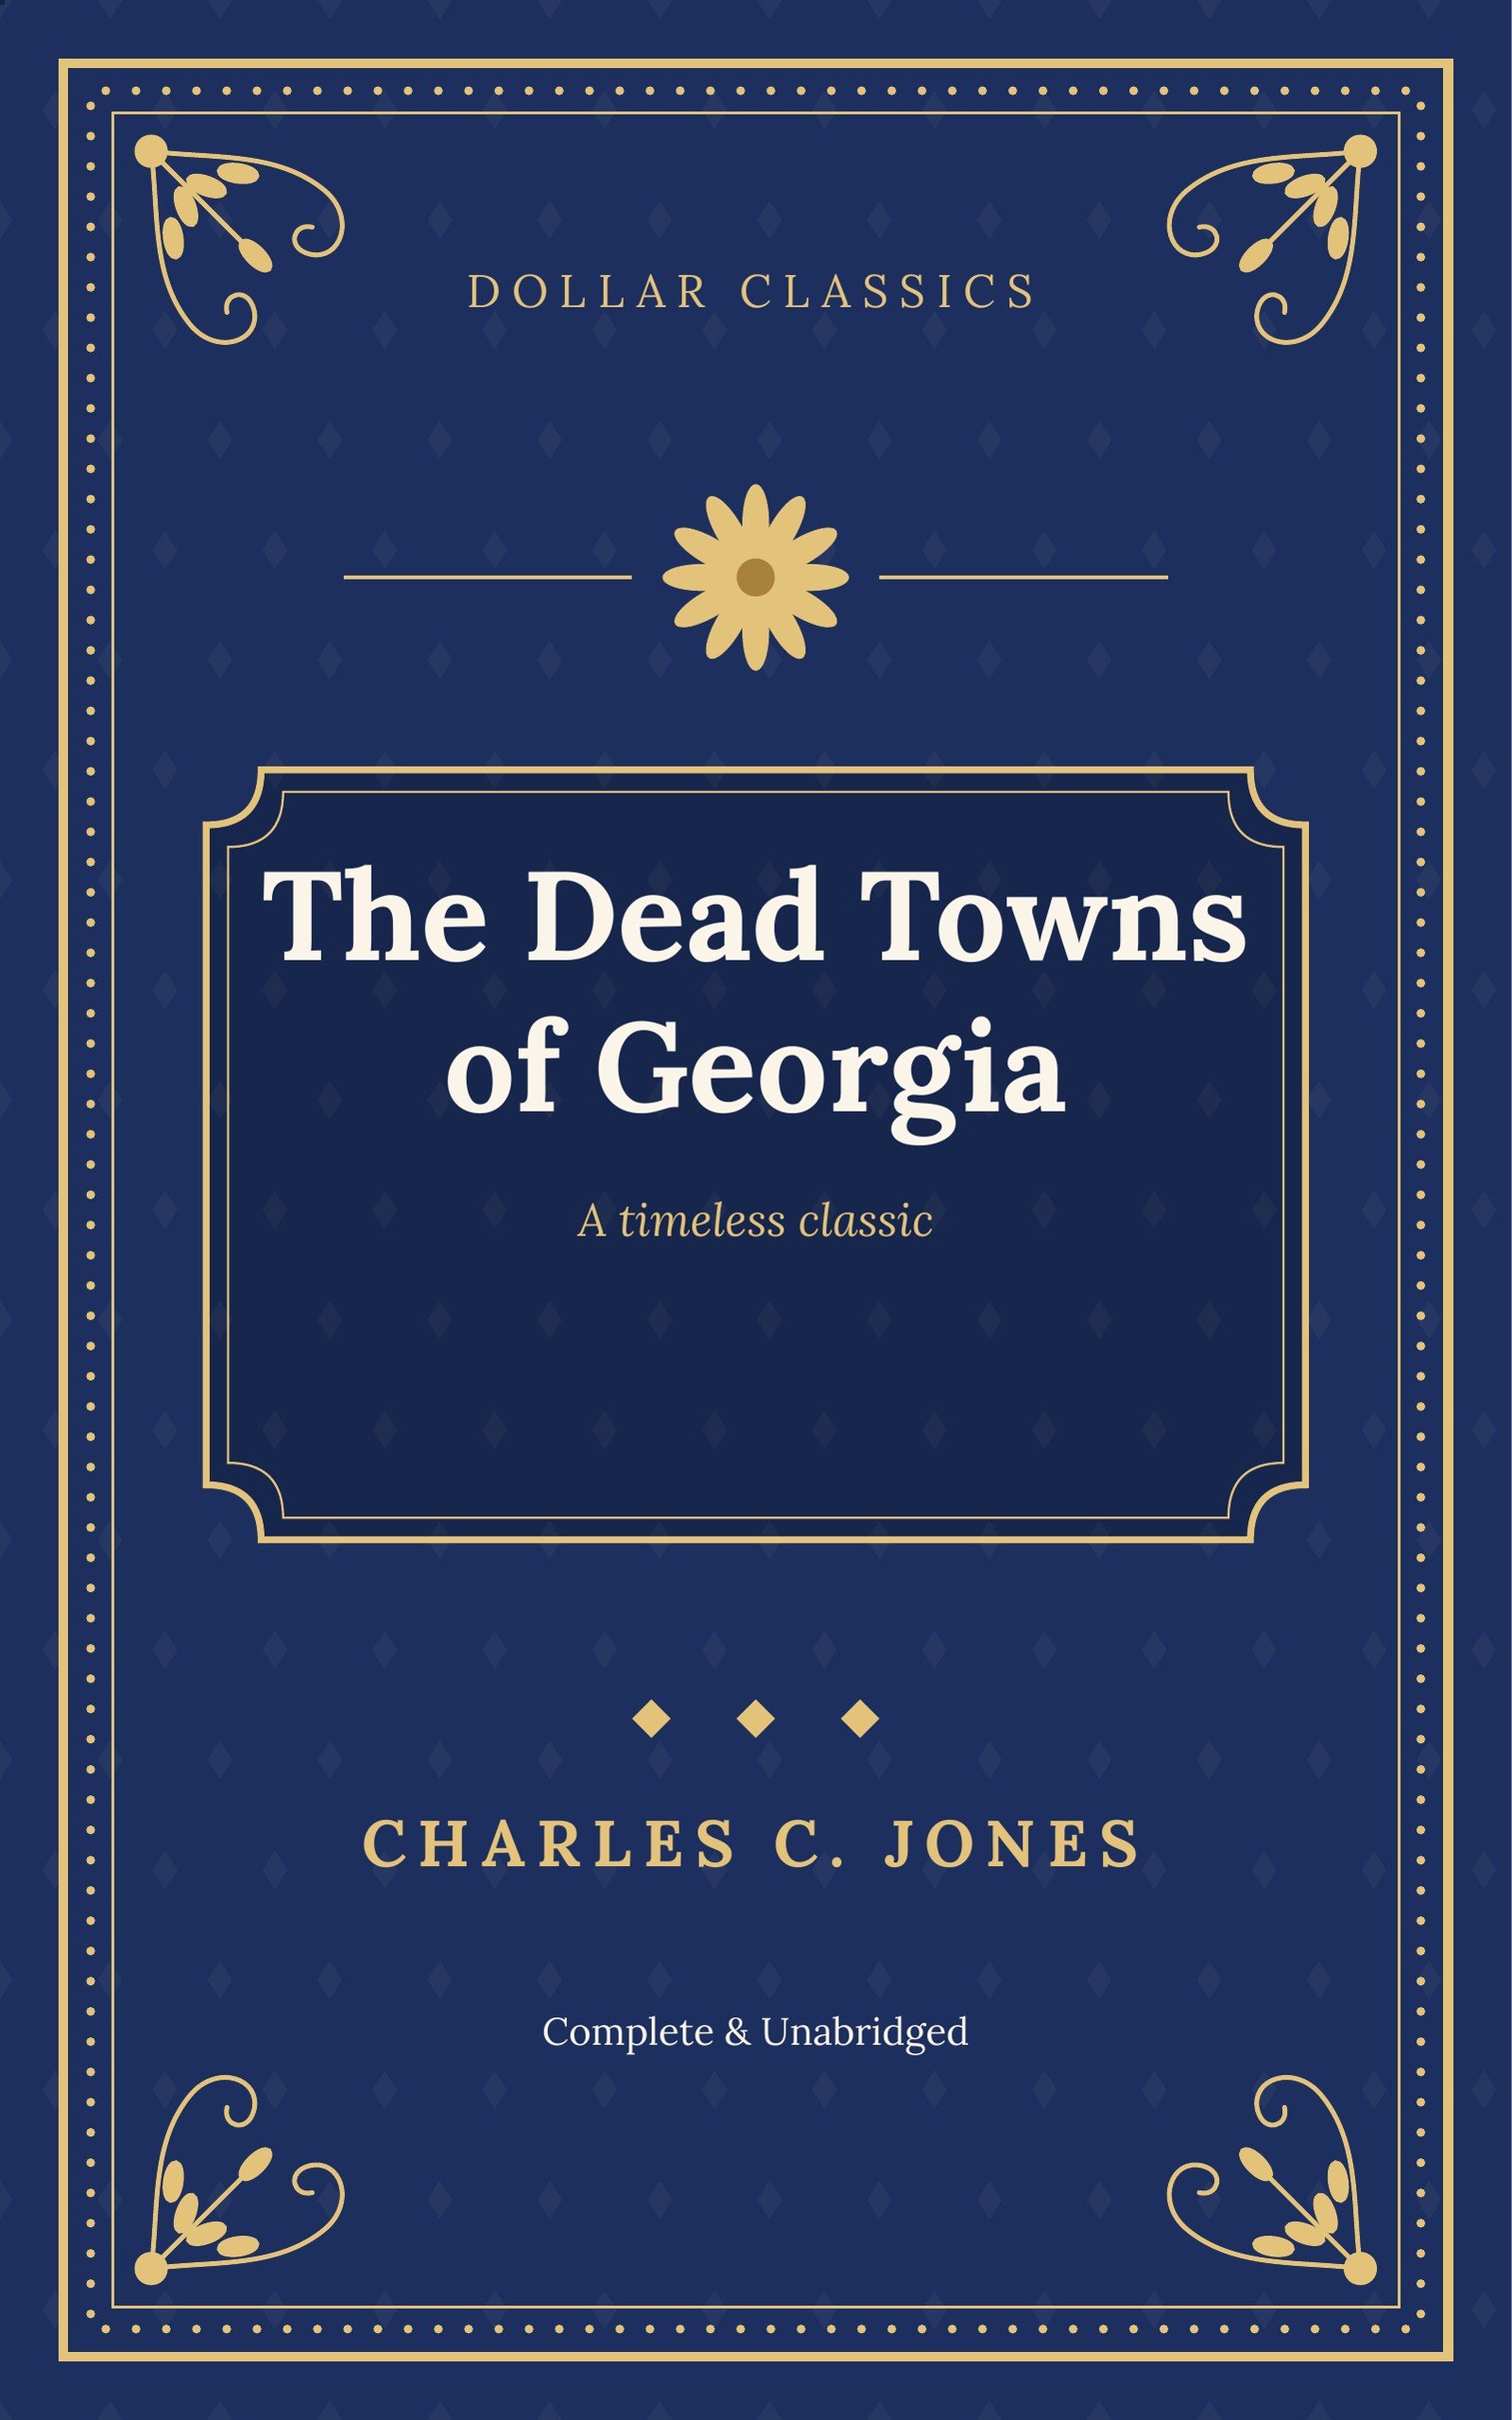 DOLLAR CLASSICS
The Dead Towns
of Georgia
A timeless classic
CHARLES C. JONES
Complete & Unabridged